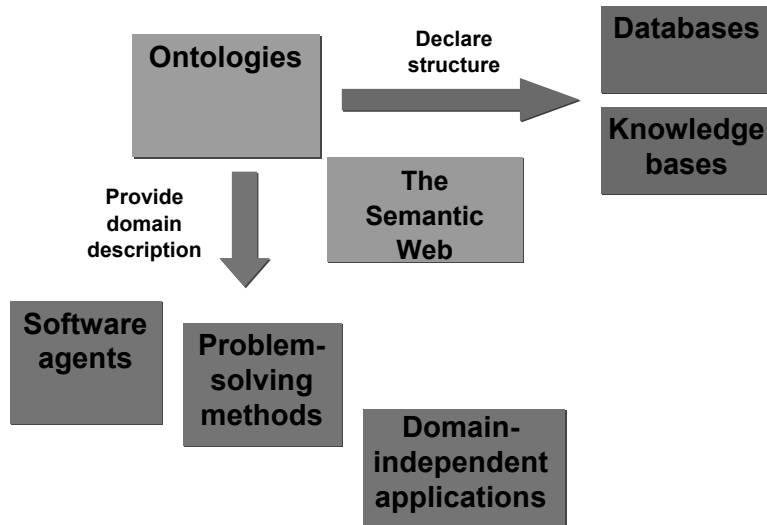 Ontologies
Declare
structure
Databases
Knowledge
bases
The
Semantic
Web
Provide
domain
description
Software
agents
Problem-
solving
methods
Domain-
independent
applications